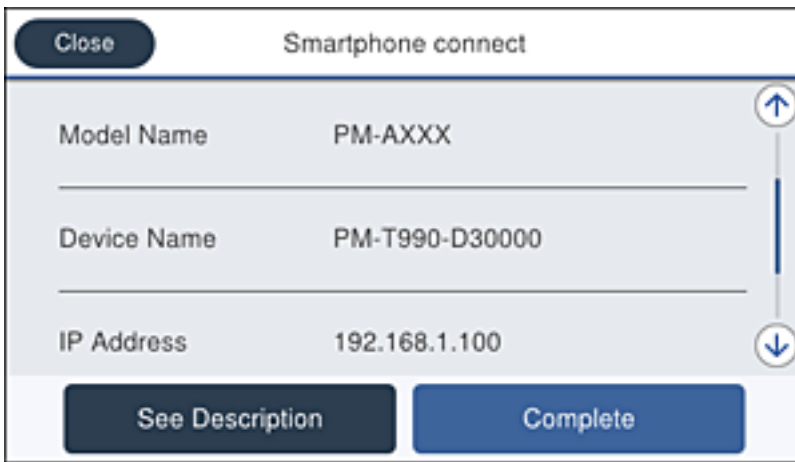 Close
Smartphone connect
Model Name PM-AXXX
Device Name PM-T990-D30000
IP Address 192.168.1.100
See Description
Complete